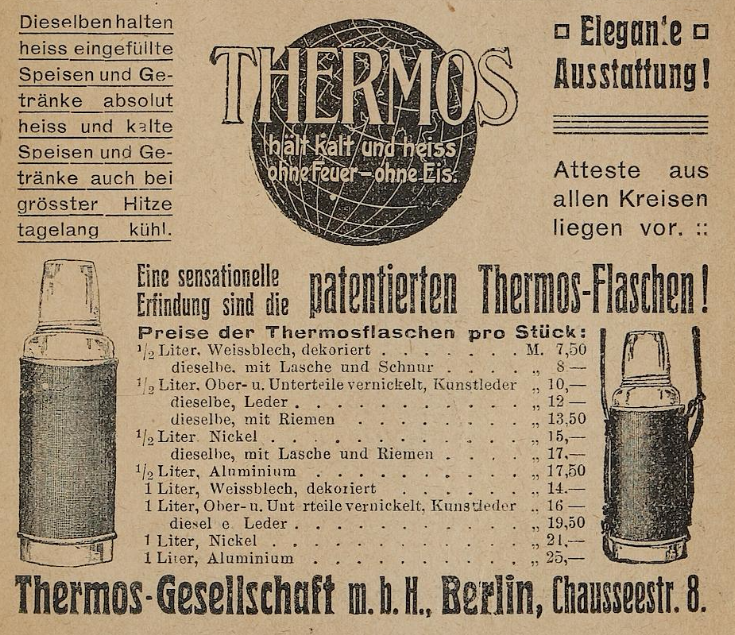 Dieselben halten
heiss eingefüllte
Speisen und Ge-
tränke absolut
heiss und kalte
Speisen und Ge-
tränke auch bei
grösster Hitze
tagelang kühl.
THERMOS
hält kalt und heiss
ohne Feuer – ohne Eis.
Elegante
Ausstattung!
Atteste aus
allen Kreisen
liegen vor. ::
Eine sensationelle
Erfindung sind die
patentierten Thermos-Flaschen!
Preise der Thermosflaschen pro Stück:
1/2 Liter, Weissblech, dekoriert . . . . . . . . M. 7,50
dieselbe, mit Lasche und Schnur . . . . . „ 8 —
1/2 Liter, Ober- u. Unterteile vernickelt, Kunstleder „ 10,—
dieselbe, Leder . . . . . . . . . . . „ 12 —
dieselbe, mit Riemen . . . . . . . . . „ 13,50
1/2 Liter. Nickel . . . . . . . . . . . . „ 15,—
dieselbe, mit Lasche und Riemen . . . . . „ 17,—
1/2 Liter, Aluminium . . . . . . . . . . . „ 17,50
1 Liter, Weissblech, dekoriert . . . . . . . . „ 14.—
1 Liter, Ober- u. Unt rteile vernickelt, Kunstleder „ 16 —
diesel e. Leder . . . . . . . . . . . „ 19,50
1 Liter, Nickel . . . . . . . . . . . . . „ 21,—
1 Liter, Aluminium . . . . . . . . . . . „ 25,—
Thermos-Gesellschaft m. b. H., Berlin, Chausseestr. 8.